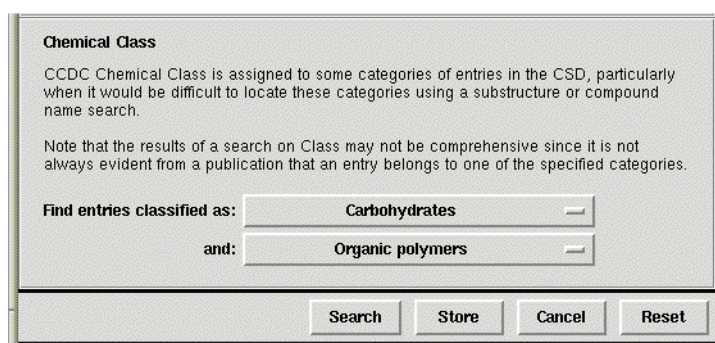 Chemical Class
CCDC Chemical Class is assigned to some categories of entries in the CSD, particularly
when it would be difficult to locate these categories using a substructure or compound
name search.
Note that the results of a search on Class may not be comprehensive since it is not
always evident from a publication that an entry belongs to one of the specified categories.
Find entries classified as: Carbohydrates
and: Organic polymers
Search Store Cancel Reset